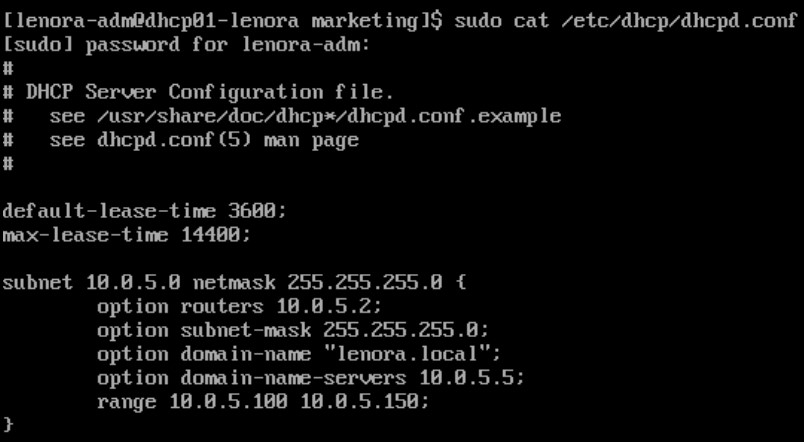 [lenora-adm@dhcp01-lenora marketing]$ sudo cat /etc/dhcp/dhcpd.conf
[sudo] password for lenora-adm:
#
# DHCP Server Configuration file.
#   see /usr/share/doc/dhcp*/dhcpd.conf.example
#   see dhcpd.conf(5) man page
#
default-lease-time 3600;
max-lease-time 14400;
subnet 10.0.5.0 netmask 255.255.255.0 {
        option routers 10.0.5.2;
        option subnet-mask 255.255.255.0;
        option domain-name "lenora.local";
        option domain-name-servers 10.0.5.5;
        range 10.0.5.100 10.0.5.150;
}